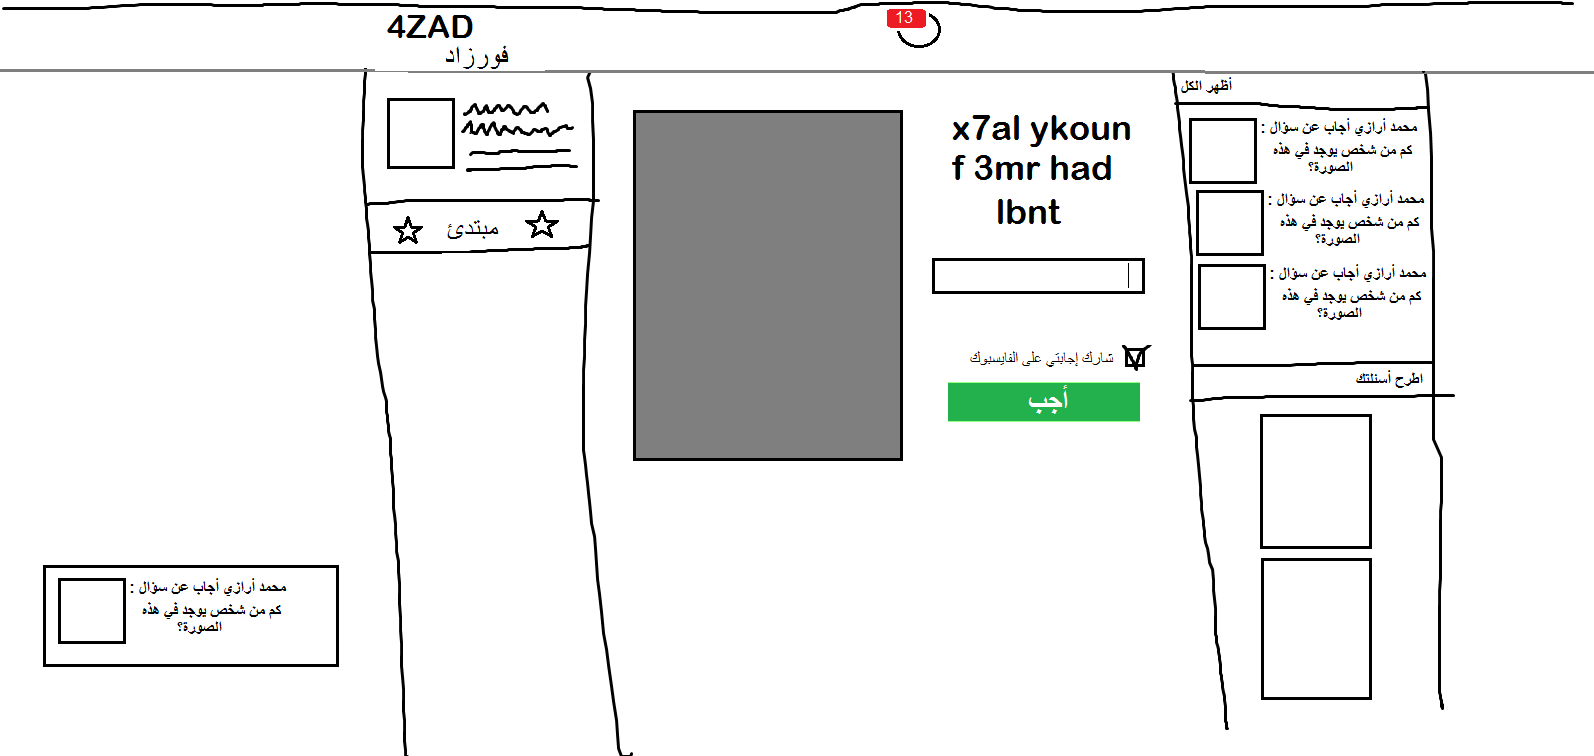 4ZAD
فورزاد
13
أظهر الكل
محمد أرازي أجاب عن سؤال :
كم من شخص يوجد في هذه
الصورة؟
محمد أرازي أجاب عن سؤال :
كم من شخص يوجد في هذه
الصورة؟
محمد أرازي أجاب عن سؤال :
كم من شخص يوجد في هذه
الصورة؟
اطرح أسئلتك
x7al ykoun
f 3mr had
lbnt
شارك إجابتي على الفايسبوك
أجب
مبتدئ
محمد أرازي أجاب عن سؤال :
كم من شخص يوجد في هذه
الصورة؟